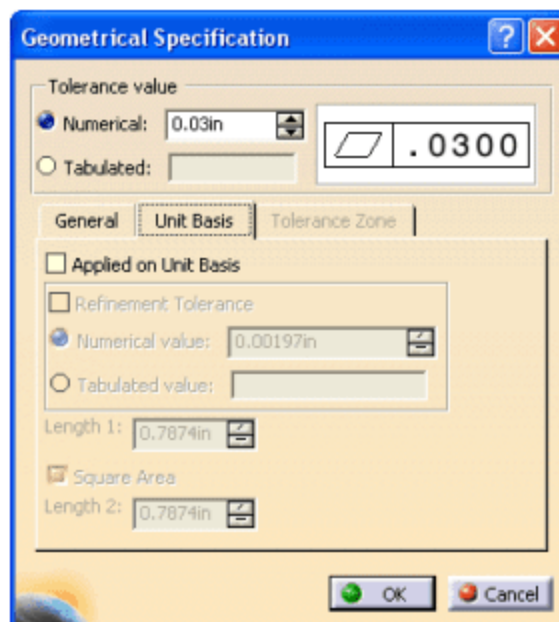 Geometrical Specification
Tolerance value
Numerical: 0.03in
.0300
Tabulated:
General Unit Basis Tolerance Zone
Applied on Unit Basis
Refinement Tolerance
Numerical value: 0.00197in
Tabulated value:
Length 1: 0.7874in
Square Area
Length 2: 0.7874in
OK Cancel